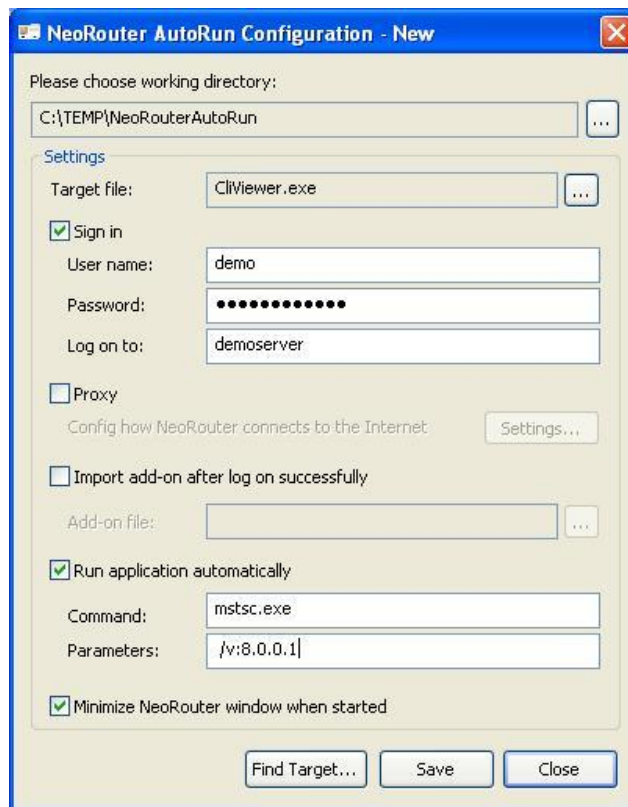 NeoRouter AutoRun Configuration - New
Please choose working directory:
C:\TEMP\NeoRouterAutoRun ...
Settings
Target file: CliViewer.exe ...
Sign in
User name: demo
Password: ●●●●●●●●●●●●
Log on to: demoserver
Proxy
Config how NeoRouter connects to the Internet Settings...
Import add-on after log on successfully
Add-on file: ...
Run application automatically
Command: mstsc.exe
Parameters: /v:8.0.0.1
Minimize NeoRouter window when started
Find Target... Save Close